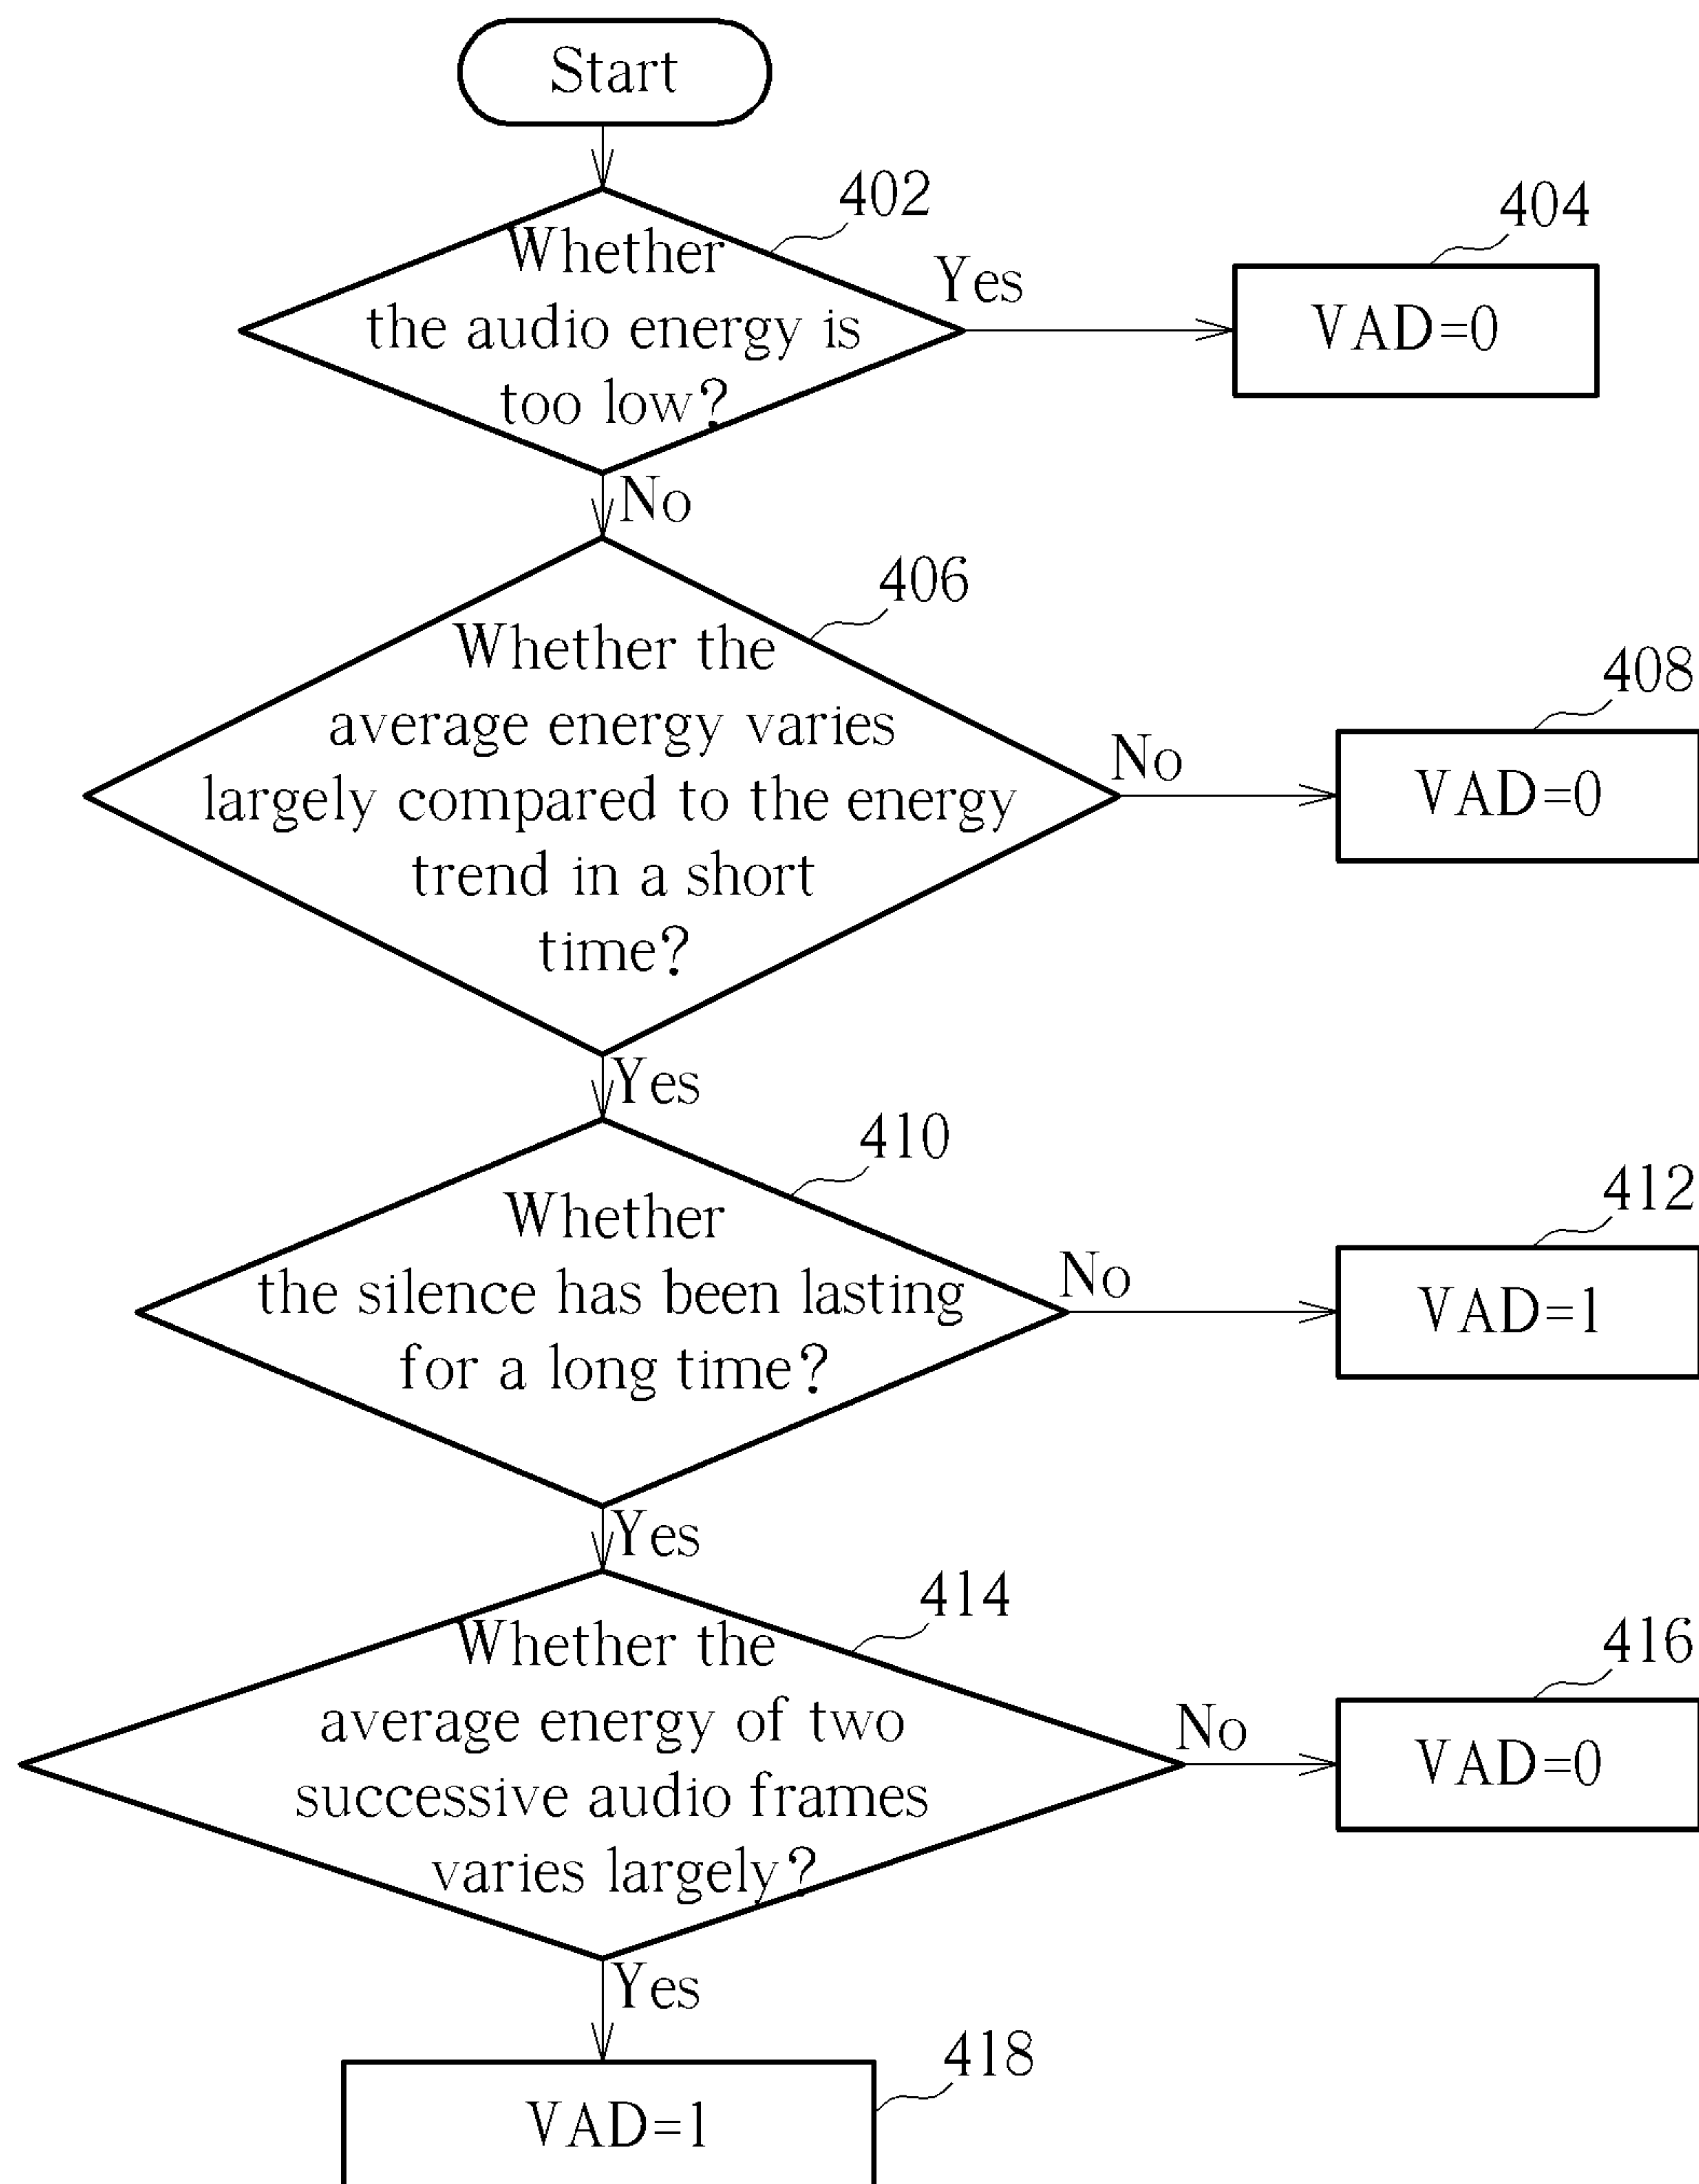 Start
402
Whether
the audio energy is
too low?
Yes
404
VAD=0
No
406
Whether the
average energy varies
largely compared to the energy
trend in a short
time?
No
408
VAD=0
Yes
410
Whether
the silence has been lasting
for a long time?
No
412
VAD=1
Yes
414
Whether the
average energy of two
successive audio frames
varies largely?
No
416
VAD=0
Yes
418
VAD=1